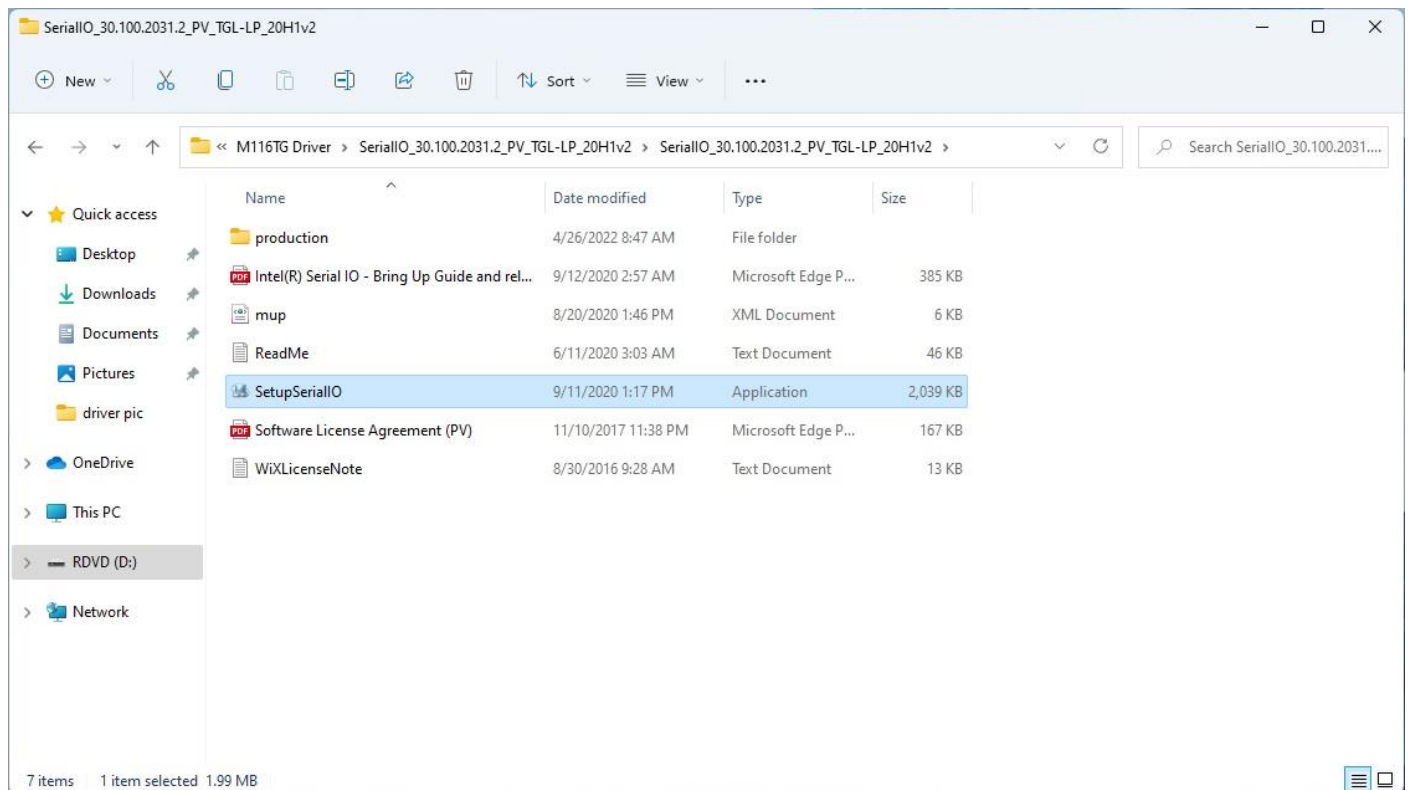 SerialIO_30.100.2031.2_PV_TGL-LP_20H1v2
New
Sort
View
« M116TG Driver > SerialIO_30.100.2031.2_PV_TGL-LP_20H1v2 > SerialIO_30.100.2031.2_PV_TGL-LP_20H1v2 >
Search SerialIO_30.100.2031....
Name Date modified Type Size
Quick access
Desktop
Downloads
Documents
Pictures
driver pic
OneDrive
This PC
RDVD (D:)
Network
production 4/26/2022 8:47 AM File folder
PDF Intel(R) Serial IO - Bring Up Guide and rel... 9/12/2020 2:57 AM Microsoft Edge P... 385 KB
mup 8/20/2020 1:46 PM XML Document 6 KB
ReadMe 6/11/2020 3:03 AM Text Document 46 KB
SetupSerialIO 9/11/2020 1:17 PM Application 2,039 KB
PDF Software License Agreement (PV) 11/10/2017 11:38 PM Microsoft Edge P... 167 KB
WiXLicenseNote 8/30/2016 9:28 AM Text Document 13 KB
7 items 1 item selected 1.99 MB